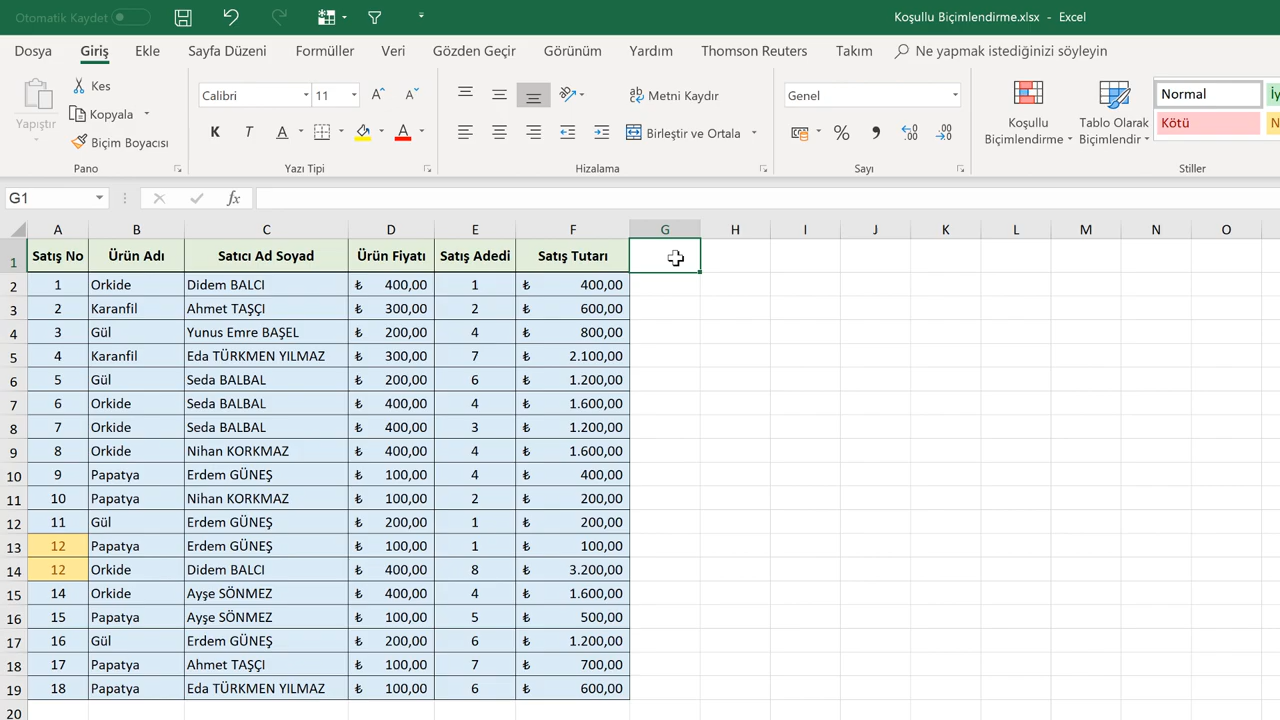 Otomatik Kaydet
Koşullu Biçimlendirme.xlsx - Excel
Dosya Giriş Ekle Sayfa Düzeni Formüller Veri Gözden Geçir Görünüm Yardım Thomson Reuters Takım Ne yapmak istediğinizi söyleyin
Yapıştır
Kes
Kopyala
Biçim Boyacısı
Pano
Calibri 11
K T A A
Yazı Tipi
Metni Kaydır
Birleştir ve Ortala
Hizalama
Genel
Sayı
Koşullu Biçimlendirme
Tablo Olarak Biçimlendir
Normal
Kötü
Stiller
G1 fx
A B C D E F G H I J K L M N O
1 Satış No Ürün Adı Satıcı Ad Soyad Ürün Fiyatı Satış Adedi Satış Tutarı
2 1 Orkide Didem BALCI ₺ 400,00 1 ₺ 400,00
3 2 Karanfil Ahmet TAŞÇI ₺ 300,00 2 ₺ 600,00
4 3 Gül Yunus Emre BAŞEL ₺ 200,00 4 ₺ 800,00
5 4 Karanfil Eda TÜRKMEN YILMAZ ₺ 300,00 7 ₺ 2.100,00
6 5 Gül Seda BALBAL ₺ 200,00 6 ₺ 1.200,00
7 6 Orkide Seda BALBAL ₺ 400,00 4 ₺ 1.600,00
8 7 Orkide Seda BALBAL ₺ 400,00 3 ₺ 1.200,00
9 8 Orkide Nihan KORKMAZ ₺ 400,00 4 ₺ 1.600,00
10 9 Papatya Erdem GÜNEŞ ₺ 100,00 4 ₺ 400,00
11 10 Papatya Nihan KORKMAZ ₺ 100,00 2 ₺ 200,00
12 11 Gül Erdem GÜNEŞ ₺ 200,00 1 ₺ 200,00
13 12 Papatya Erdem GÜNEŞ ₺ 100,00 1 ₺ 100,00
14 12 Orkide Didem BALCI ₺ 400,00 8 ₺ 3.200,00
15 14 Orkide Ayşe SÖNMEZ ₺ 400,00 4 ₺ 1.600,00
16 15 Papatya Ayşe SÖNMEZ ₺ 100,00 5 ₺ 500,00
17 16 Gül Erdem GÜNEŞ ₺ 200,00 6 ₺ 1.200,00
18 17 Papatya Ahmet TAŞÇI ₺ 100,00 7 ₺ 700,00
19 18 Papatya Eda TÜRKMEN YILMAZ ₺ 100,00 6 ₺ 600,00
20